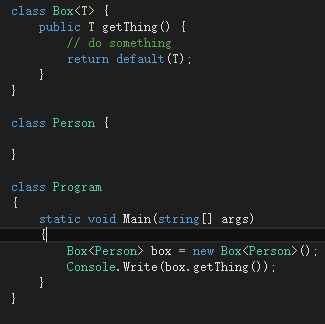 class Box<T> {
    public T getThing() {
        // do something
        return default(T);
    }
}
class Person {
}
class Program
{
    static void Main(string[] args)
    {
        Box<Person> box = new Box<Person>();
        Console.Write(box.getThing());
    }
}